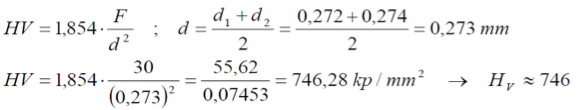 HV = 1,854 · F / d² ; d = (d₁ + d₂) / 2 = (0,272 + 0,274) / 2 = 0,273 mm
HV = 1,854 · 30 / (0,273)² = 55,62 / 0,07453 = 746,28 kp / mm² → H_V ≈ 746